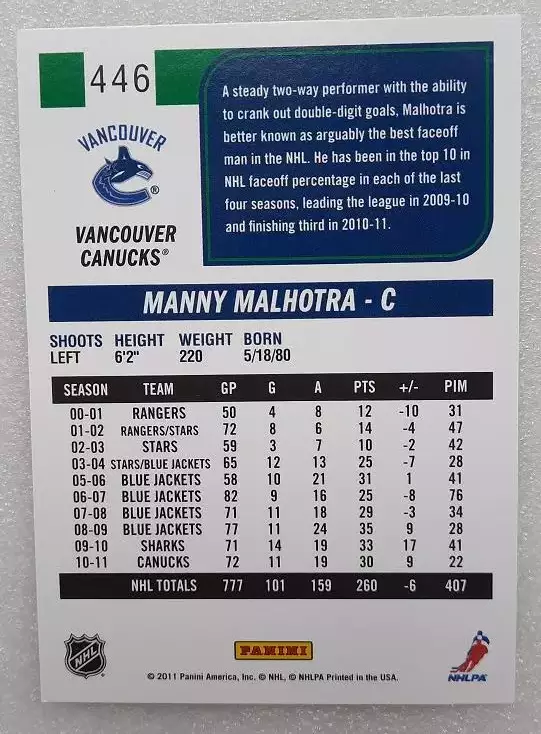 446
A steady two-way performer with the ability
to crank out double-digit goals, Malhotra is
better known as arguably the best faceoff
man in the NHL. He has been in the top 10 in
NHL faceoff percentage in each of the last
four seasons, leading the league in 2009-10
and finishing third in 2010-11.
VANCOUVER
®
VANCOUVER
CANUCKS®
MANNY MALHOTRA - C
SHOOTS HEIGHT WEIGHT BORN
LEFT 6'2" 220 5/18/80
SEASON TEAM GP G A PTS +/- PIM
00-01 RANGERS 50 4 8 12 -10 31
01-02 RANGERS/STARS 72 8 6 14 -4 47
02-03 STARS 59 3 7 10 -2 42
03-04 STARS/BLUE JACKETS 65 12 13 25 -7 28
05-06 BLUE JACKETS 58 10 21 31 1 41
06-07 BLUE JACKETS 82 9 16 25 -8 76
07-08 BLUE JACKETS 71 11 18 29 -3 34
08-09 BLUE JACKETS 77 11 24 35 9 28
09-10 SHARKS 71 14 19 33 17 41
10-11 CANUCKS 72 11 19 30 9 22
NHL TOTALS 777 101 159 260 -6 407
NHL
PANINI
NHLPA
© 2011 Panini America, Inc. © NHL, © NHLPA Printed in the USA.